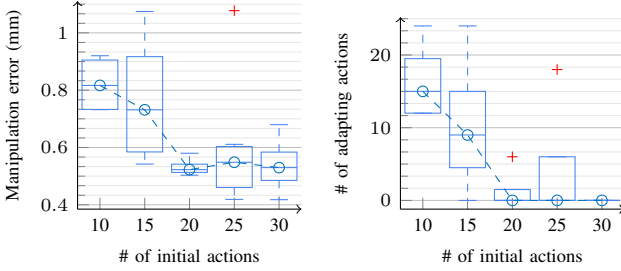 Manipulation error (mm)
1
0.8
0.6
0.4
10 15 20 25 30
# of initial actions
# of adapting actions
20
10
0
10 15 20 25 30
# of initial actions